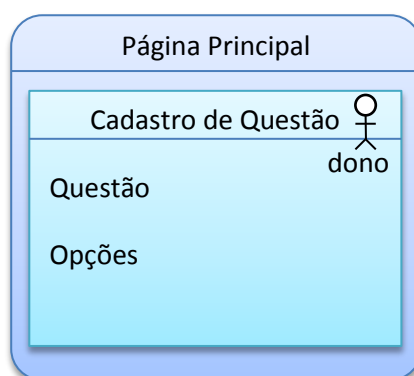 Página Principal
Cadastro de Questão
dono
Questão
Opções